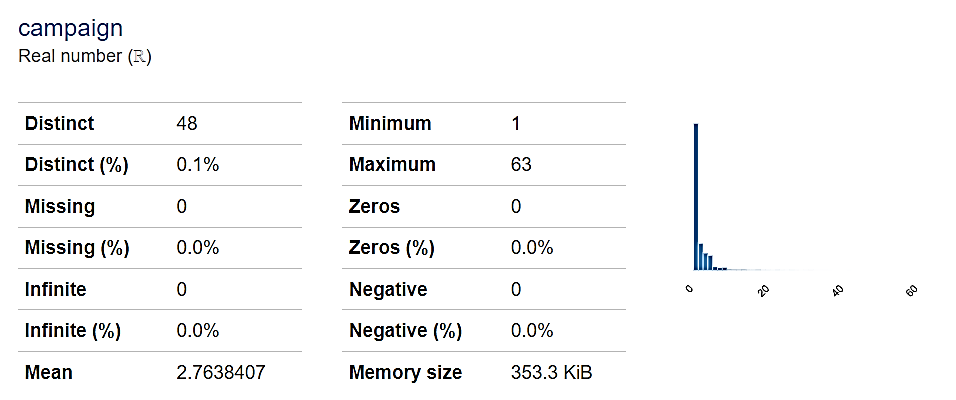 campaign
Real number (ℝ)
Distinct 48
Distinct (%) 0.1%
Missing 0
Missing (%) 0.0%
Infinite 0
Infinite (%) 0.0%
Mean 2.7638407
Minimum 1
Maximum 63
Zeros 0
Zeros (%) 0.0%
Negative 0
Negative (%) 0.0%
Memory size 353.3 KiB
0 20 40 60